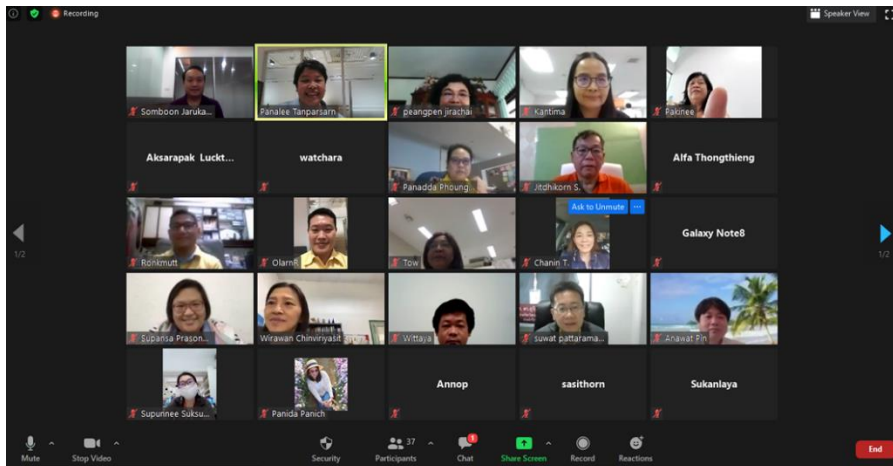 Recording
Speaker View
Somboon Jaruka...
Panalee Tanparsarn
peangpen jirachai
Kantima
Pakinee
Aksarapak Luckt...
watchara
Panadda Phoung...
Jitdhikorn S.
Alfa Thongthieng
Ronkmutt
OlarnR
Tow
Ask to Unmute ...
Chanin T.
Galaxy Note8
1/2
1/2
Supansa Prason...
Wirawan Chinviriyasit
Wittaya
suwat pattarama...
Anawat Pin
Supunnee Suksu...
Panida Panich
Annop
sasithorn
Sukanlaya
Mute
Stop Video
Security
Participants
37
Chat
Share Screen
Record
Reactions
End